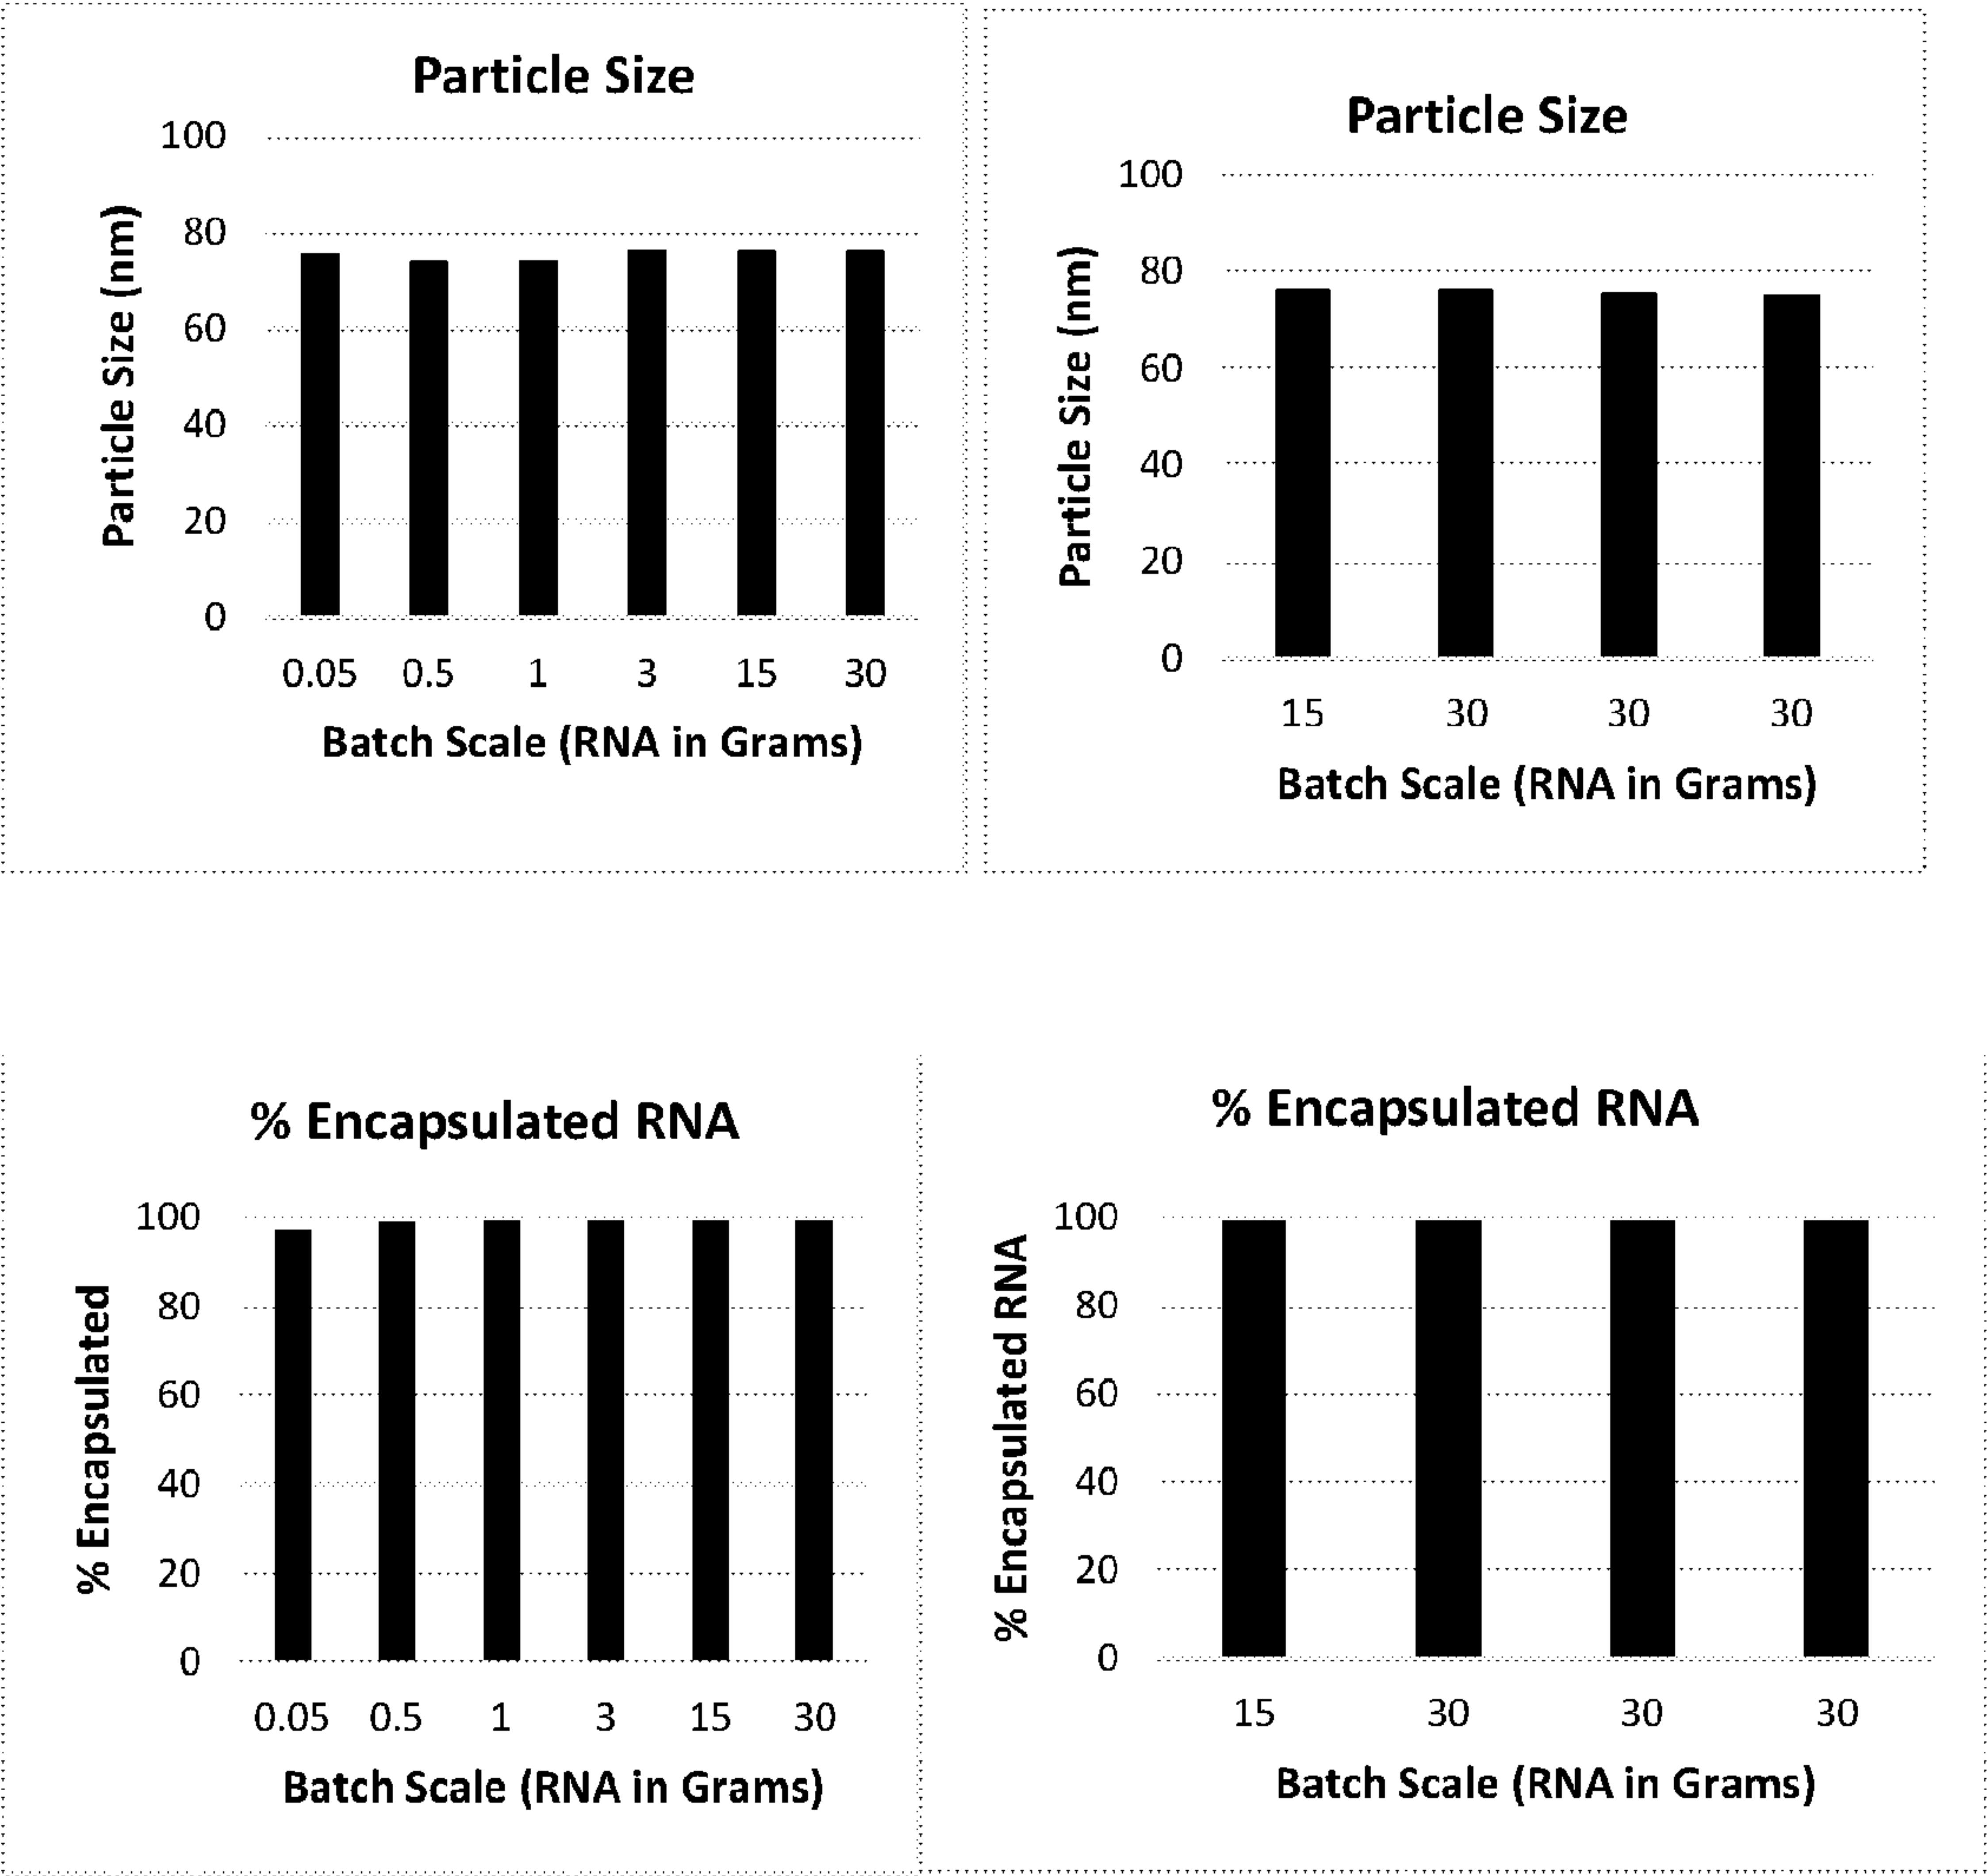 Particle Size
100
80
60
40
20
0
Particle Size (nm)
0.05 0.5 1 3 15 30
Batch Scale (RNA in Grams)
Particle Size
100
80
60
40
20
0
Particle Size (nm)
15 30 30 30
Batch Scale (RNA in Grams)
% Encapsulated RNA
100
80
60
40
20
0
% Encapsulated
0.05 0.5 1 3 15 30
Batch Scale (RNA in Grams)
% Encapsulated RNA
100
80
60
40
20
0
% Encapsulated RNA
15 30 30 30
Batch Scale (RNA in Grams)